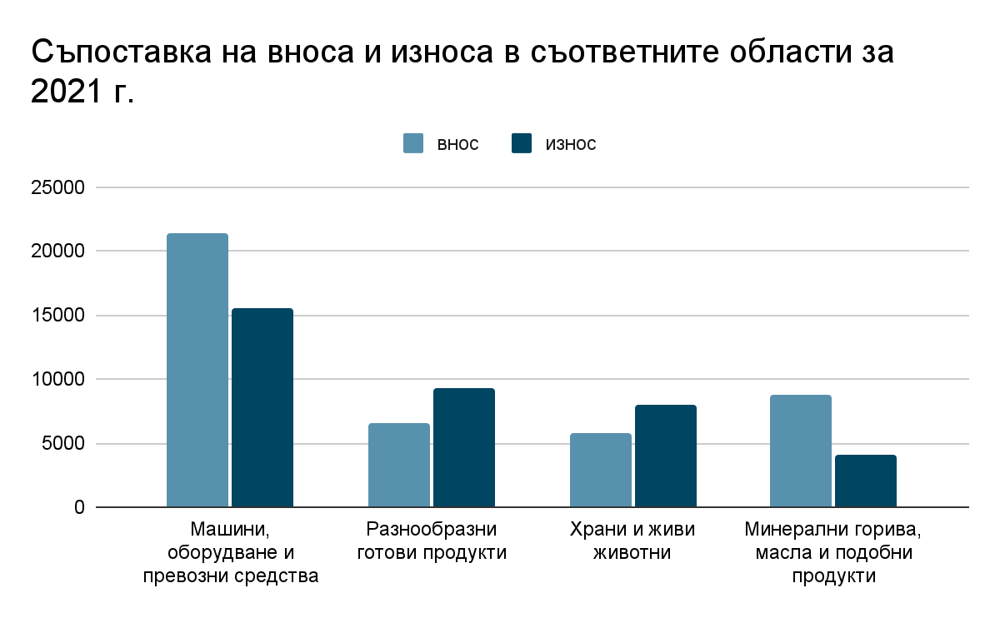 Съпоставка на вноса и износа в съответните области за
2021 г.
внос
износ
25000
20000
15000
10000
5000
0
Машини,
оборудване и
превозни средства
Разнообразни
готови продукти
Храни и живи
животни
Минерални горива,
масла и подобни
продукти